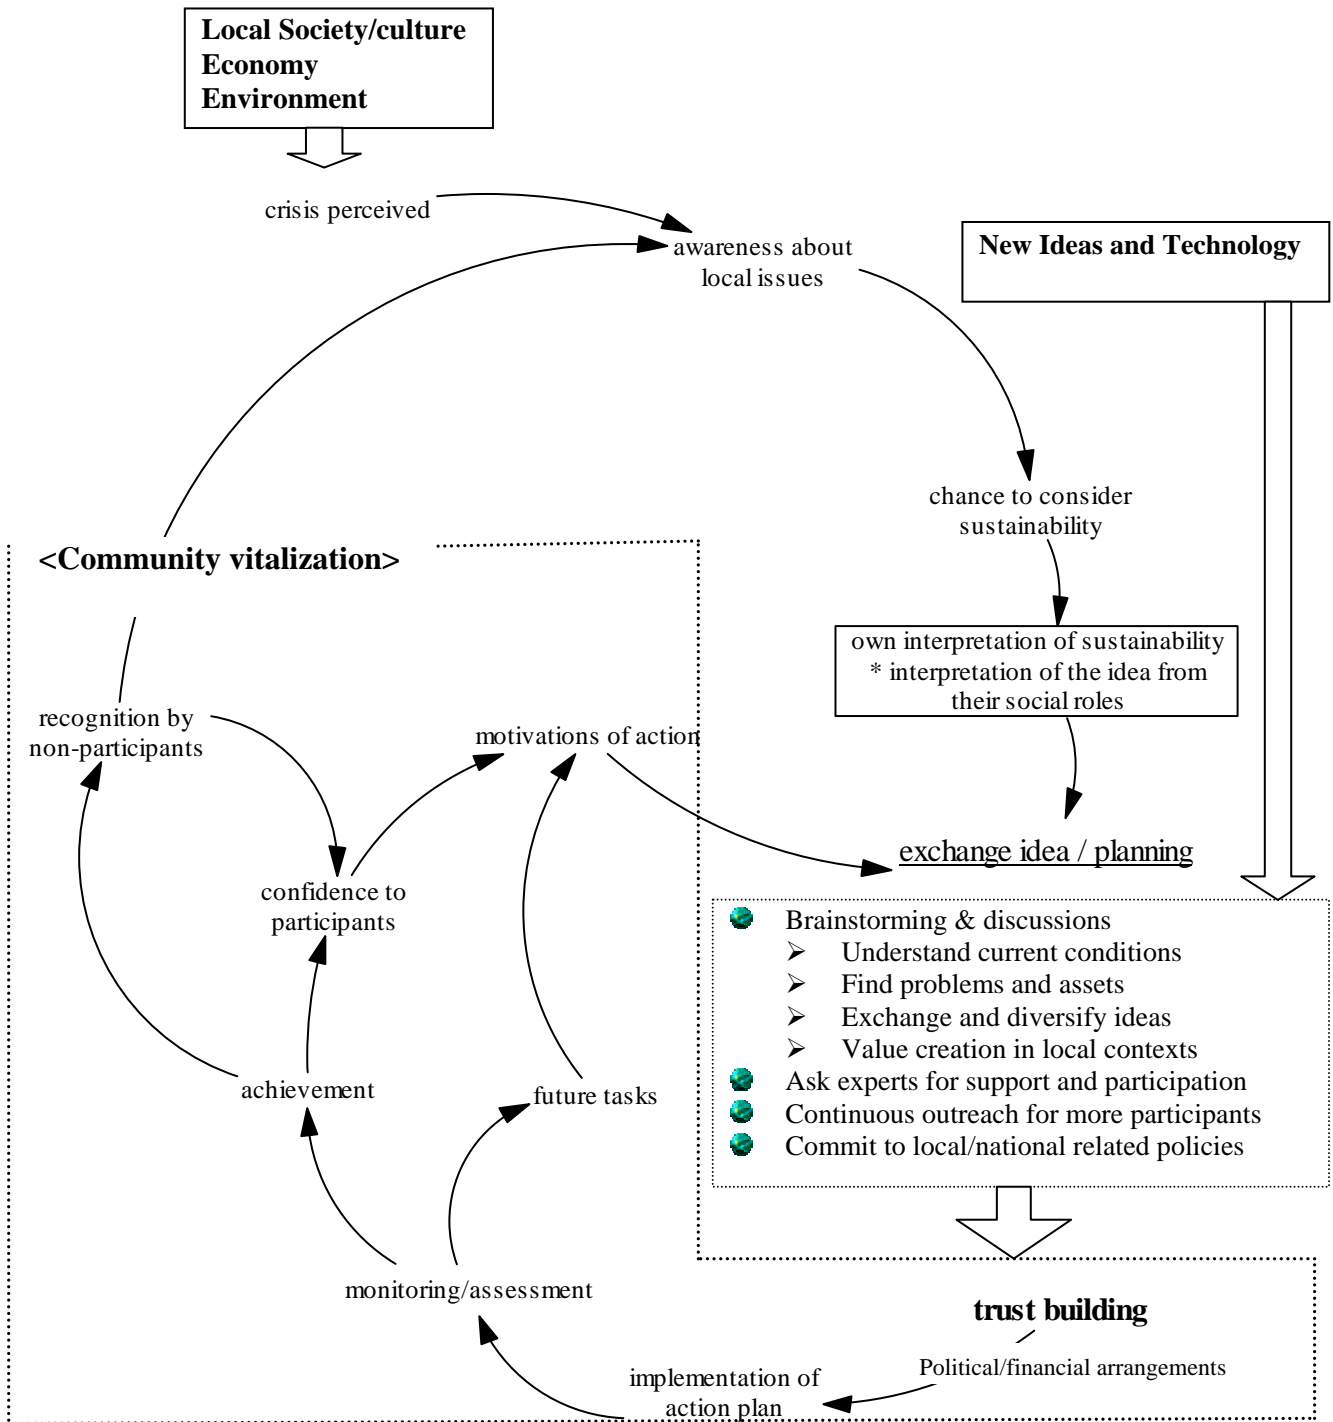 Local Society/culture
Economy
Environment
crisis perceived
awareness about
local issues
New Ideas and Technology
chance to consider
sustainability
<Community vitalization>
own interpretation of sustainability
* interpretation of the idea from
their social roles
recognition by
non-participants
motivations of action
exchange idea / planning
confidence to
participants
Brainstorming & discussions
➢ Understand current conditions
➢ Find problems and assets
➢ Exchange and diversify ideas
➢ Value creation in local contexts
Ask experts for support and participation
Continuous outreach for more participants
Commit to local/national related policies
achievement
future tasks
monitoring/assessment
trust building
Political/financial arrangements
implementation of
action plan